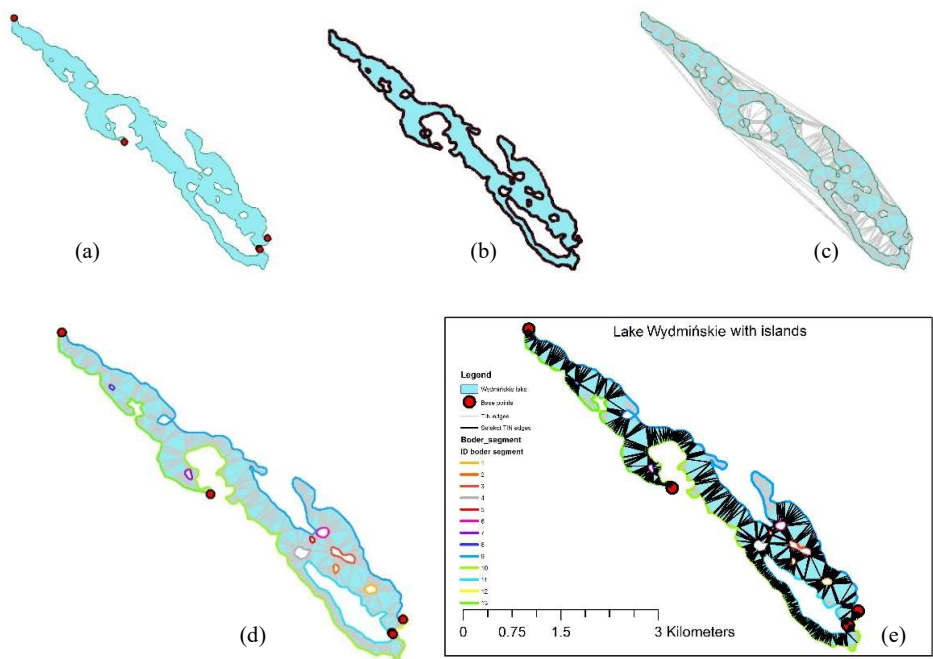 (a)
(b)
(c)
(d)
Lake Wydmińskie with islands
Legend
Wydmińskie lake
Base points
TIN edges
Selekct TIN edges
Boder_segment
ID boder segment
1
2
3
4
5
6
7
8
9
10
11
12
13
0 0.75 1.5 3 Kilometers
(e)